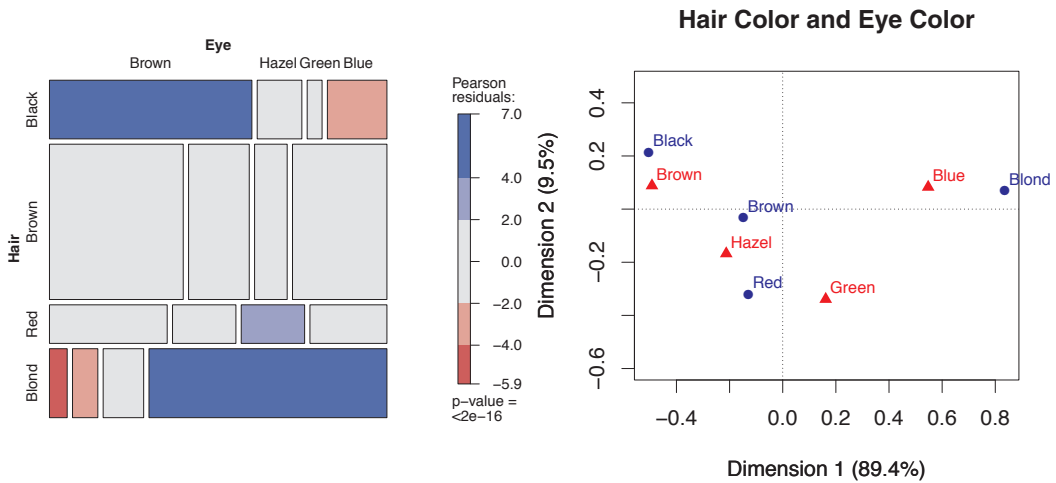 Eye
Brown Hazel Green Blue
Hair
Black
Brown
Red
Blond
Pearson
residuals:
7.0
4.0
2.0
0.0
−2.0
−4.0
−5.9
p−value =
<2e−16
Hair Color and Eye Color
Dimension 2 (9.5%)
0.4
0.2
−0.2
−0.6
Black
Brown
Blue
Blond
Brown
Hazel
Red
Green
−0.4 0.0 0.2 0.4 0.6 0.8
Dimension 1 (89.4%)